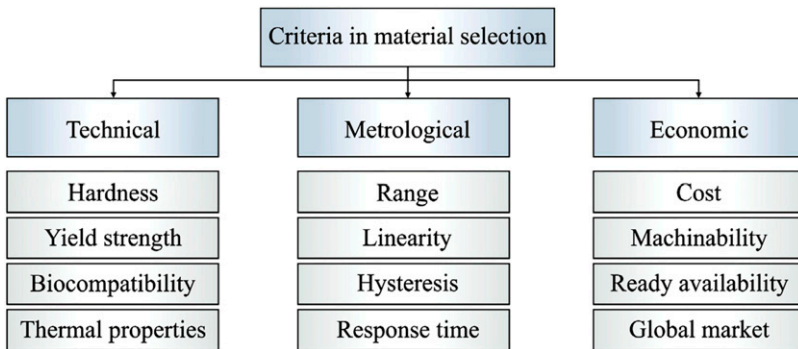 Criteria in material selection
Technical
Metrological
Economic
Hardness
Range
Cost
Yield strength
Linearity
Machinability
Biocompatibility
Hysteresis
Ready availability
Thermal properties
Response time
Global market